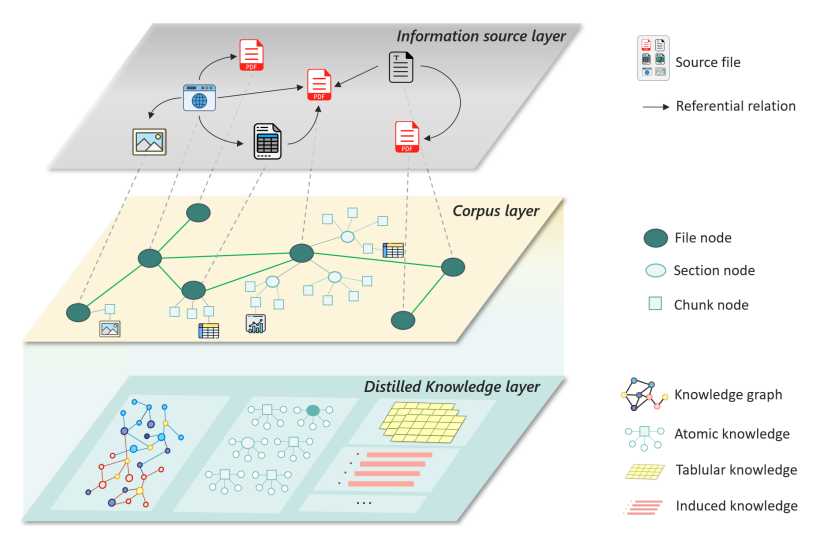 Information source layer
PDF
PDF
T
PDF
Source file
Referential relation
Corpus layer
File node
Section node
Chunk node
Distilled Knowledge layer
Knowledge graph
Atomic knowledge
Tablular knowledge
Induced knowledge
...